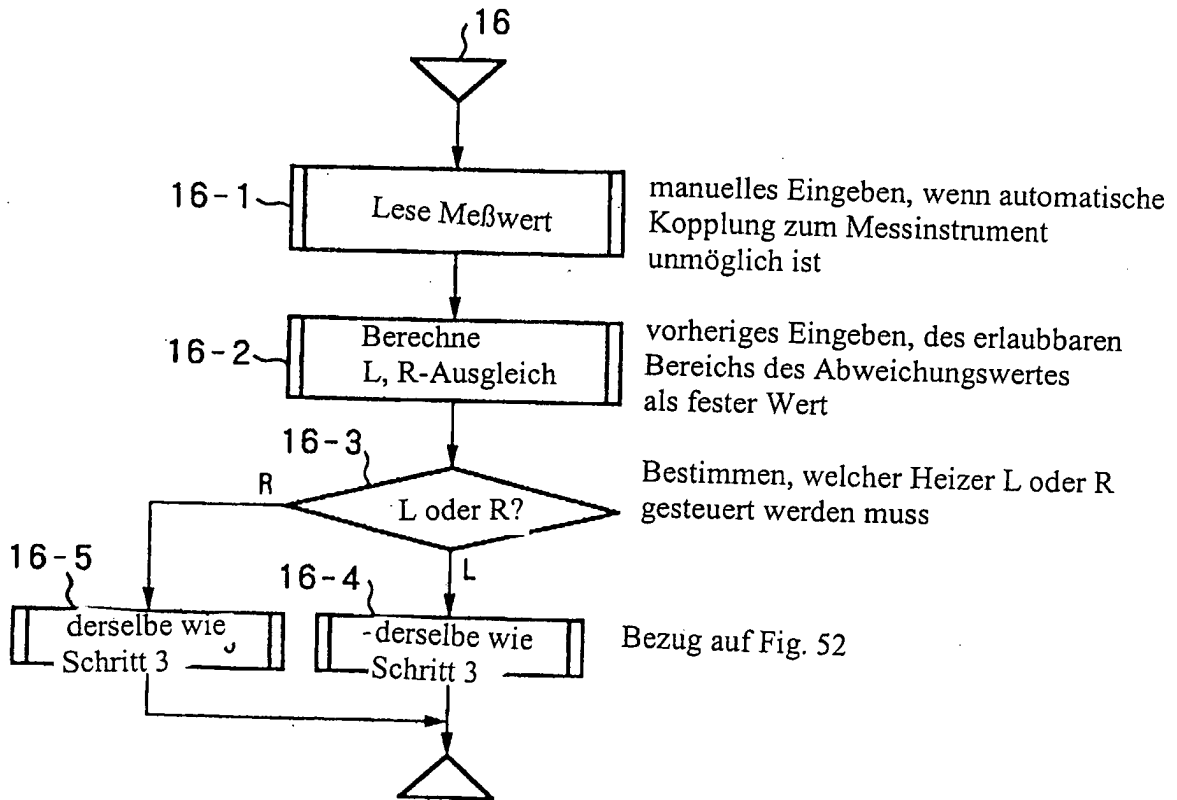 16
16-1
Lese Meßwert
manuelles Eingeben, wenn automatische
Kopplung zum Messinstrument
unmöglich ist
16-2
Berechne
L, R-Ausgleich
vorheriges Eingeben, des erlaubbaren
Bereichs des Abweichungswertes
als fester Wert
16-3
R
L oder R?
Bestimmen, welcher Heizer L oder R
gesteuert werden muss
L
16-5
derselbe wie
Schritt 3
16-4
derselbe wie
Schritt 3
Bezug auf Fig. 52